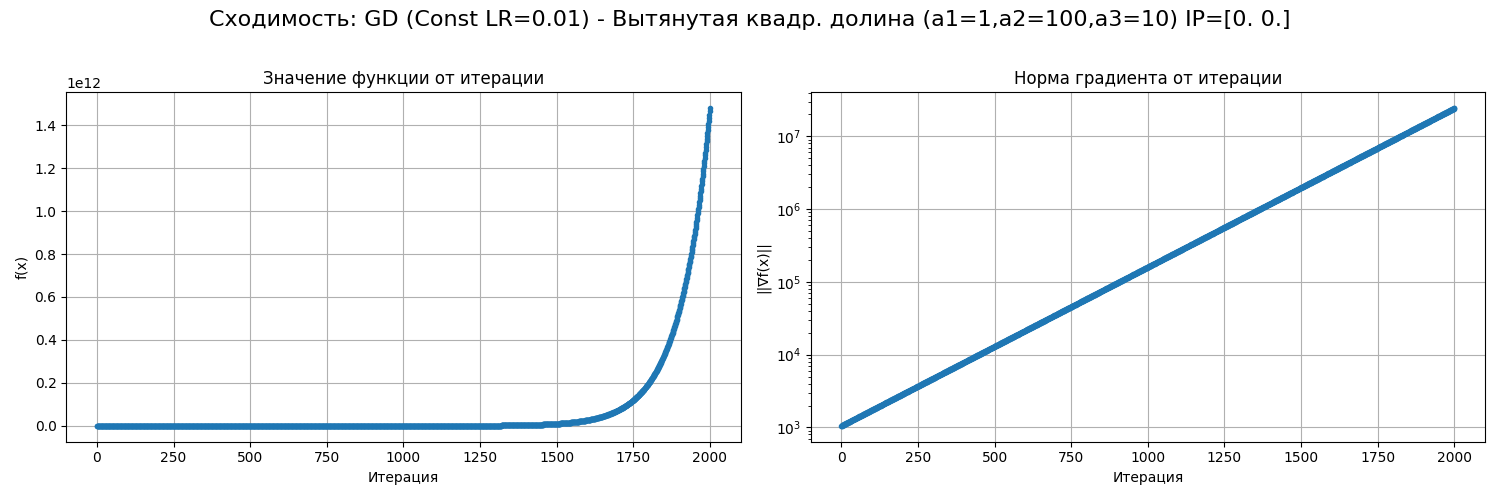 Сходимость: GD (Const LR=0.01) - Вытянутая квадр. долина (a1=1,a2=100,a3=10) IP=[0. 0.]
Значение функции от итерации
1e12
1.4
1.2
1.0
0.8
0.6
0.4
0.2
0.0
f(x)
0 250 500 750 1000 1250 1500 1750 2000
Итерация
Норма градиента от итерации
10⁷
10⁶
10⁵
10⁴
10³
||∇f(x)||
0 250 500 750 1000 1250 1500 1750 2000
Итерация